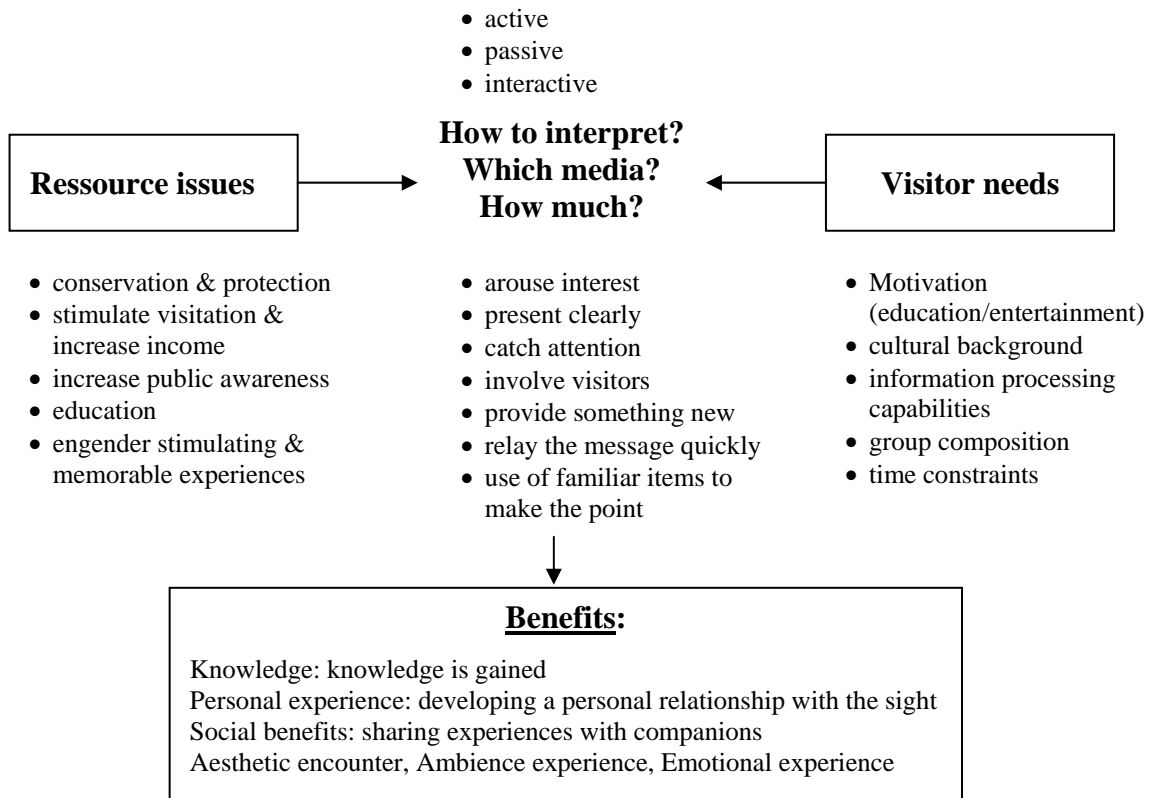 • active
• passive
• interactive
How to interpret?
Which media?
How much?
Ressource issues
Visitor needs
• conservation & protection
• stimulate visitation &
increase income
• increase public awareness
• education
• engender stimulating &
memorable experiences
• arouse interest
• present clearly
• catch attention
• involve visitors
• provide something new
• relay the message quickly
• use of familiar items to
make the point
• Motivation
(education/entertainment)
• cultural background
• information processing
capabilities
• group composition
• time constraints
Benefits:
Knowledge: knowledge is gained
Personal experience: developing a personal relationship with the sight
Social benefits: sharing experiences with companions
Aesthetic encounter, Ambience experience, Emotional experience